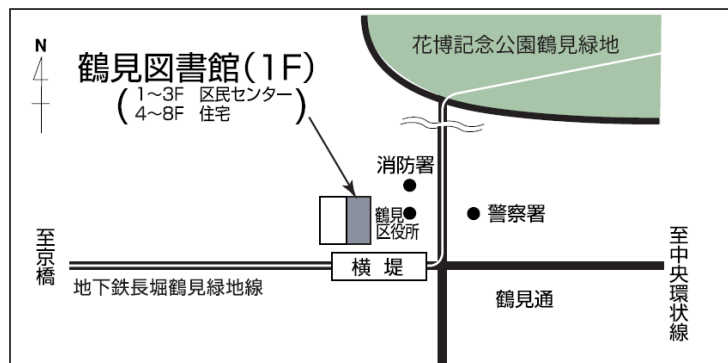 花博記念公園鶴見緑地
N
鶴見図書館(1F)
(1~3F 区民センター
4~8F 住宅)
消防署
鶴見
区役所
警察署
至京橋
横堤
至中央環状線
地下鉄長堀鶴見緑地線
鶴見通